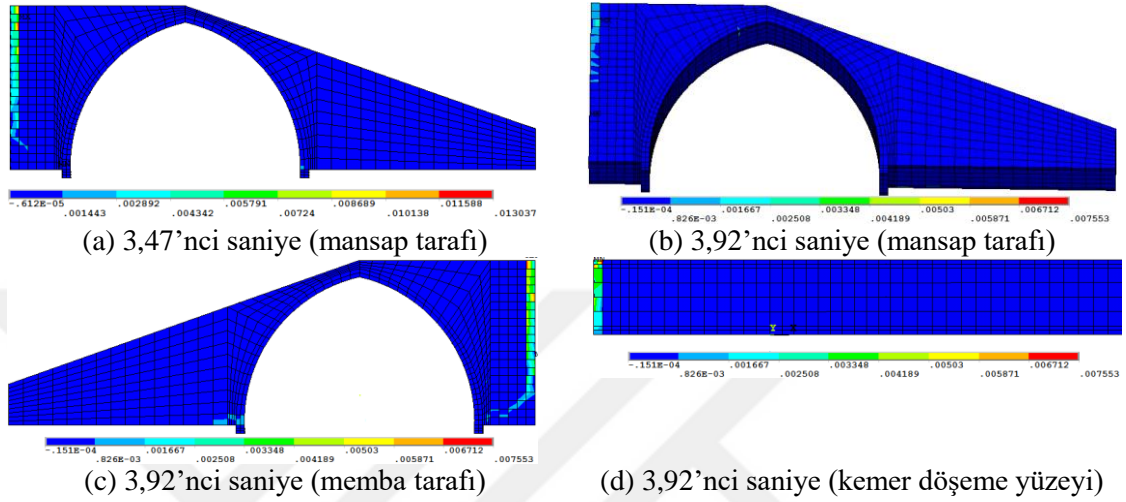 -.612E-05 .002892 .005791 .008689 .011588
.001443 .004342 .00724 .010138 .013037
(a) 3,47’nci saniye (mansap tarafı)
-.151E-04 .001667 .003348 .00503 .006712
.826E-03 .002508 .004189 .005871 .007553
(b) 3,92’nci saniye (mansap tarafı)
-.151E-04 .001667 .003348 .00503 .006712
.826E-03 .002508 .004189 .005871 .007553
(c) 3,92’nci saniye (memba tarafı)
Y
-.151E-04 .001667 .003348 .00503 .006712
.826E-03 .002508 .004189 .005871 .007553
(d) 3,92’nci saniye (kemer döşeme yüzeyi)